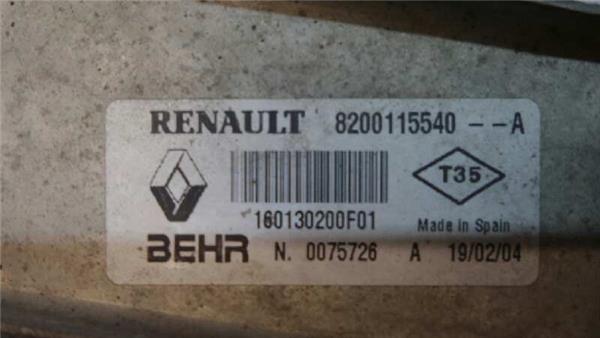 RENAULT 8200115540 -- A
T35
160130200F01 Made in Spain
BEHR N. 0075726 A 19/02/04